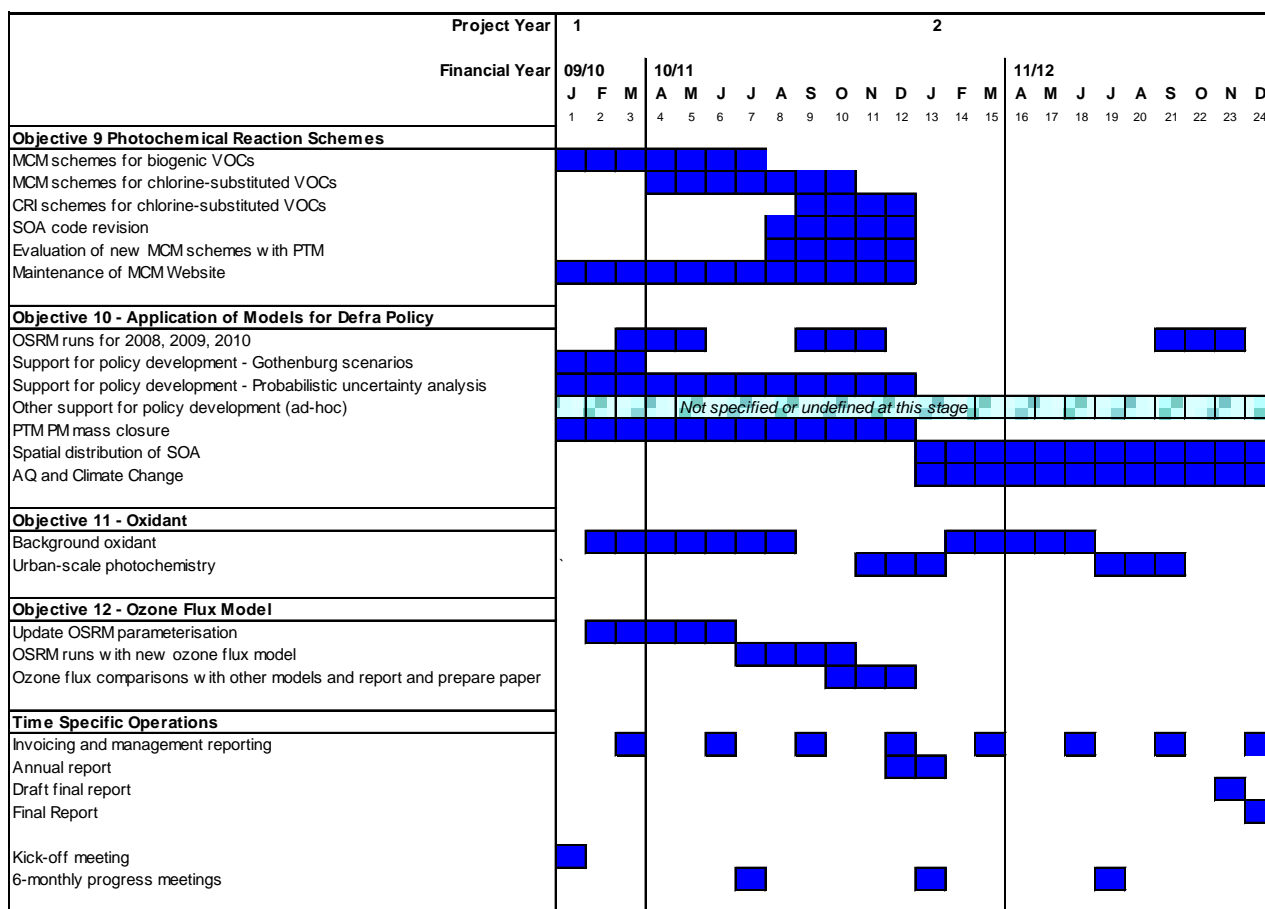 Project Year 1 2
Financial Year 09/10 10/11 11/12
J F M A M J J A S O N D J F M A M J J A S O N D
1 2 3 4 5 6 7 8 9 10 11 12 13 14 15 16 17 18 19 20 21 22 23 24
Objective 9 Photochemical Reaction Schemes
MCM schemes for biogenic VOCs
MCM schemes for chlorine-substituted VOCs
CRI schemes for chlorine-substituted VOCs
SOA code revision
Evaluation of new MCM schemes with PTM
Maintenance of MCM Website
Objective 10 - Application of Models for Defra Policy
OSRM runs for 2008, 2009, 2010
Support for policy development - Gothenburg scenarios
Support for policy development - Probabilistic uncertainty analysis
Other support for policy development (ad-hoc) Not specified or undefined at this stage
PTM PM mass closure
Spatial distribution of SOA
AQ and Climate Change
Objective 11 - Oxidant
Background oxidant
Urban-scale photochemistry `
Objective 12 - Ozone Flux Model
Update OSRM parameterisation
OSRM runs with new ozone flux model
Ozone flux comparisons with other models and report and prepare paper
Time Specific Operations
Invoicing and management reporting
Annual report
Draft final report
Final Report
Kick-off meeting
6-monthly progress meetings